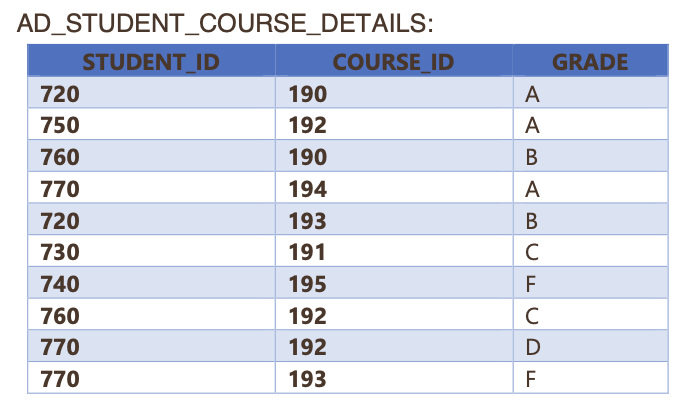 AD_STUDENT_COURSE_DETAILS:
STUDENT_ID COURSE_ID GRADE
720 190 A
750 192 A
760 190 B
770 194 A
720 193 B
730 191 C
740 195 F
760 192 C
770 192 D
770 193 F